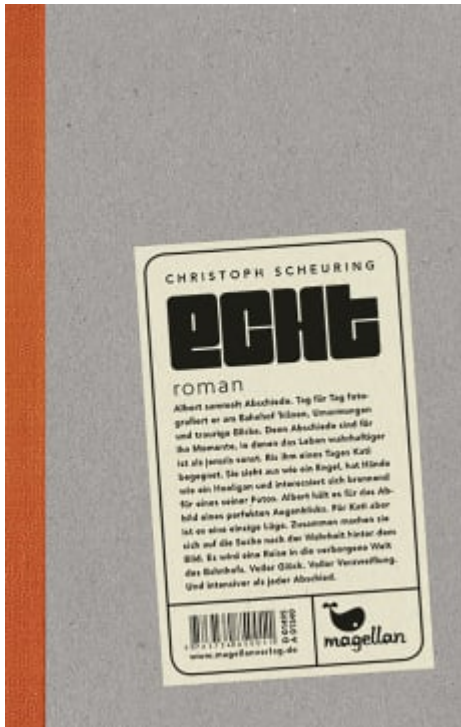 CHRISTOPH SCHEURING
echt
roman
Albert sammelt Abschiede. Tag für Tag foto-
grafiert er am Bahnhof Tränen, Umarmungen
und traurige Blicke. Denn Abschiede sind für
ihn Momente, in denen das Leben wahrhaftiger
ist als jemals sonst. Bis ihm eines Tages Kati
begegnet. Sie sieht aus wie ein Engel, hat Hände
wie ein Hooligan und interessiert sich brennend
für eines seiner Fotos. Albert hält es für das Ab-
bild eines perfekten Augenblicks. Für Kati aber
ist es eine einzige Lüge. Zusammen machen sie
sich auf die Suche nach der Wahrheit hinter dem
Bild. Es wird eine Reise in die verborgene Welt
des Bahnhofs. Voller Glück. Voller Verzweiflung.
Und intensiver als jeder Abschied.
www.magellanverlag.de
magellan